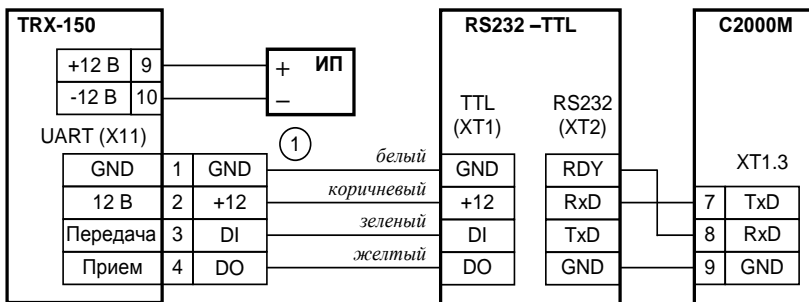 TRX-150
RS232 –TTL
C2000M
+12 В 9
+ ИП
-12 В 10
–
TTL
(XT1)
RS232
(XT2)
UART (X11)
1
XT1.3
GND 1 GND белый GND RDY
12 В 2 +12 коричневый +12 RxD 7 TxD
Передача 3 DI зеленый DI TxD 8 RxD
Прием 4 DO желтый DO GND 9 GND